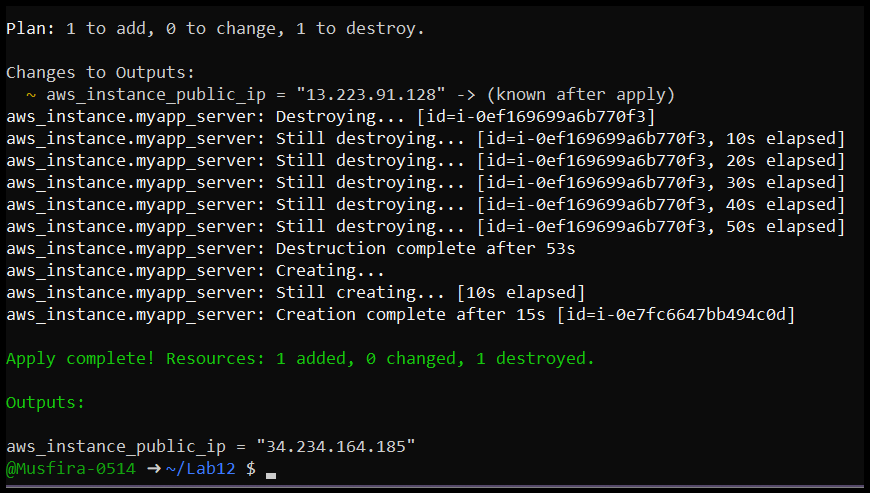 Plan: 1 to add, 0 to change, 1 to destroy.
Changes to Outputs:
~ aws_instance_public_ip = "13.223.91.128" -> (known after apply)
aws_instance.myapp_server: Destroying... [id=i-0ef169699a6b770f3]
aws_instance.myapp_server: Still destroying... [id=i-0ef169699a6b770f3, 10s elapsed]
aws_instance.myapp_server: Still destroying... [id=i-0ef169699a6b770f3, 20s elapsed]
aws_instance.myapp_server: Still destroying... [id=i-0ef169699a6b770f3, 30s elapsed]
aws_instance.myapp_server: Still destroying... [id=i-0ef169699a6b770f3, 40s elapsed]
aws_instance.myapp_server: Still destroying... [id=i-0ef169699a6b770f3, 50s elapsed]
aws_instance.myapp_server: Destruction complete after 53s
aws_instance.myapp_server: Creating...
aws_instance.myapp_server: Still creating... [10s elapsed]
aws_instance.myapp_server: Creation complete after 15s [id=i-0e7fc6647bb494c0d]
Apply complete! Resources: 1 added, 0 changed, 1 destroyed.
Outputs:
aws_instance_public_ip = "34.234.164.185"
@Musfira-0514 → ~/Lab12 $